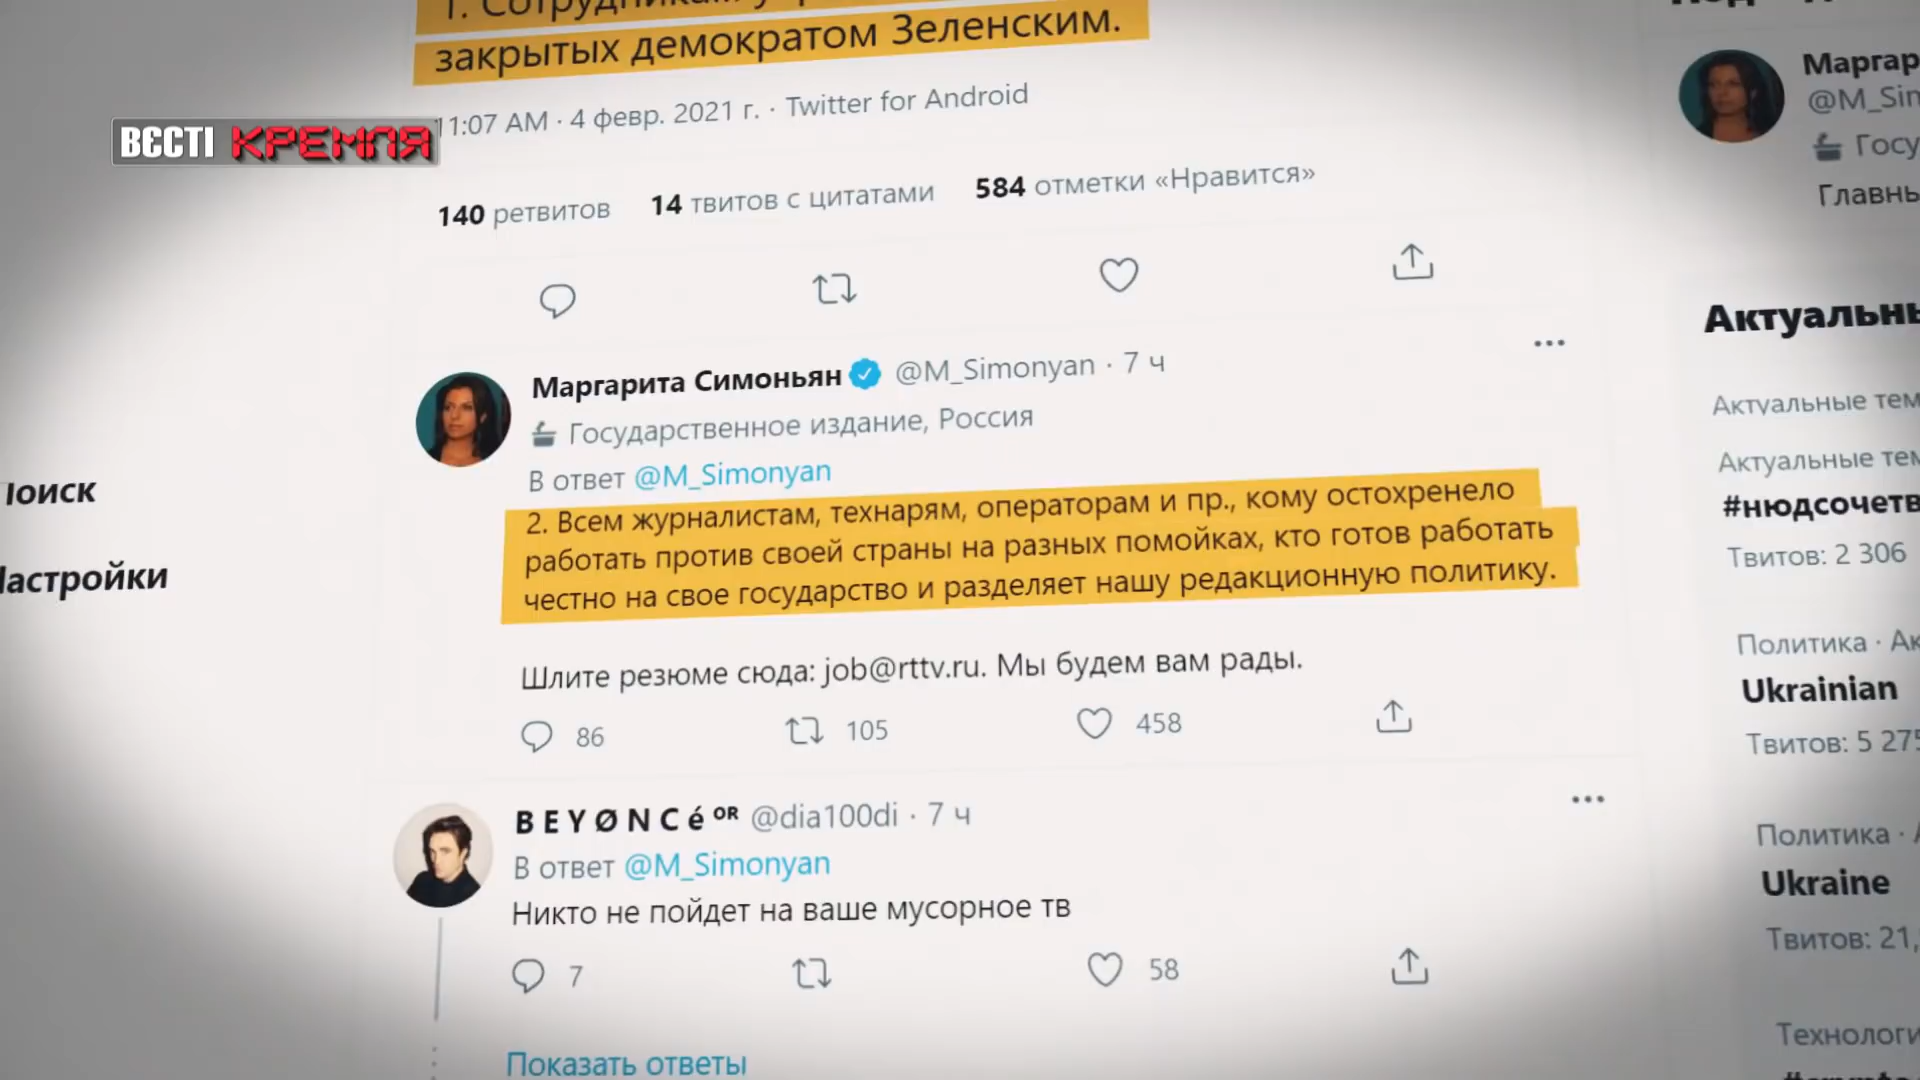 закрытых демократом Зеленским.
11:07 AM · 4 февр. 2021 г. · Twitter for Android
ВЄСТІ КРЕМЛЯ
140 ретвитов 14 твитов с цитатами 584 отметки «Нравится»
Маргарита Симоньян @M_Simonyan · 7 ч
Государственное издание, Россия
В ответ @M_Simonyan
2. Всем журналистам, технарям, операторам и пр., кому остохренело
работать против своей страны на разных помойках, кто готов работать
честно на свое государство и разделяет нашу редакционную политику.
Шлите резюме сюда: job@rttv.ru. Мы будем вам рады.
86 105 458
B E Y Ø N C é ᴼᴿ @dia100di · 7 ч
В ответ @M_Simonyan
Никто не пойдет на ваше мусорное тв
7 58
Показать ответы
Поиск
Настройки
Маргар
@M_Sim
Госу
Главны
Актуальны
Актуальные тем
Актуальные тем
#нюдсочетв
Твитов: 2 306
Политика · Ак
Ukrainian
Твитов: 5 275
Политика · А
Ukraine
Твитов: 21,
Технологи